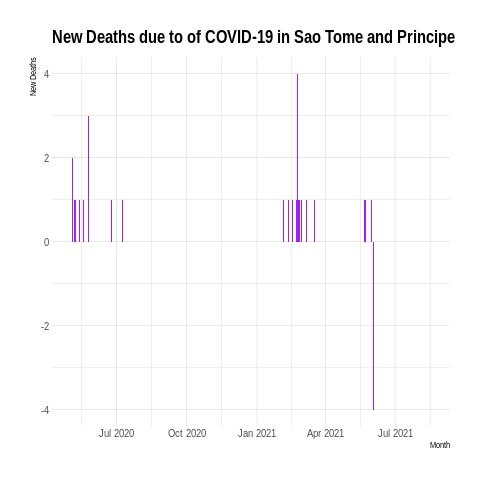 New Deaths due to of COVID-19 in Sao Tome and Principe
New Deaths
4
2
0
-2
-4
Jul 2020 Oct 2020 Jan 2021 Apr 2021 Jul 2021
Month